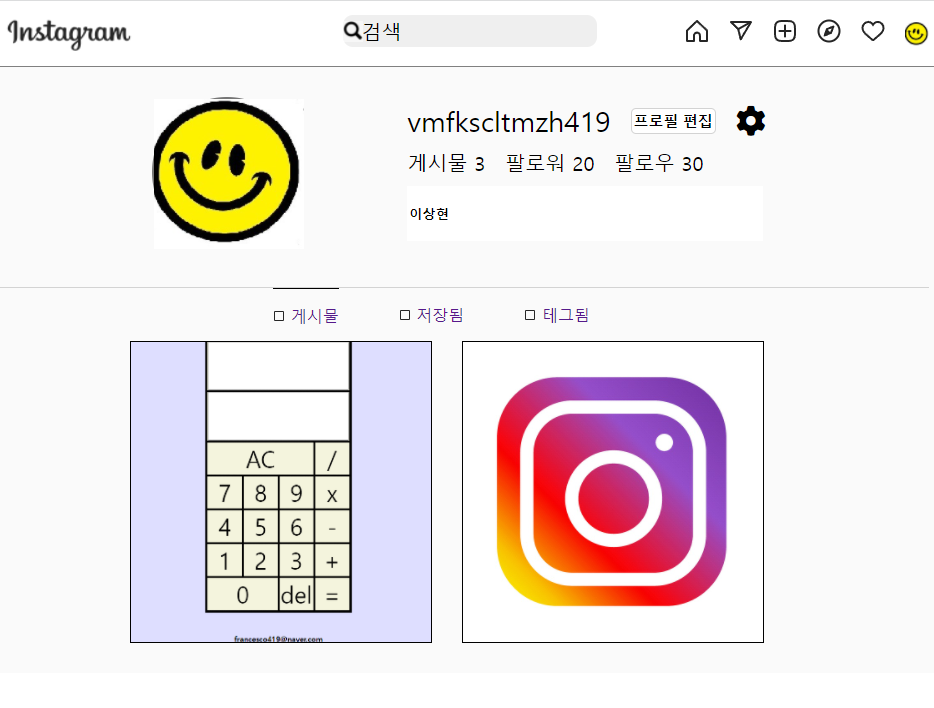 Instagram 검색
vmfkscltmzh419 프로필 편집
게시물 3 팔로워 20 팔로우 30
이상현
게시물 저장됨 테그됨
AC /
7 8 9 x
4 5 6 -
1 2 3 +
0 del =
francesco419@naver.com